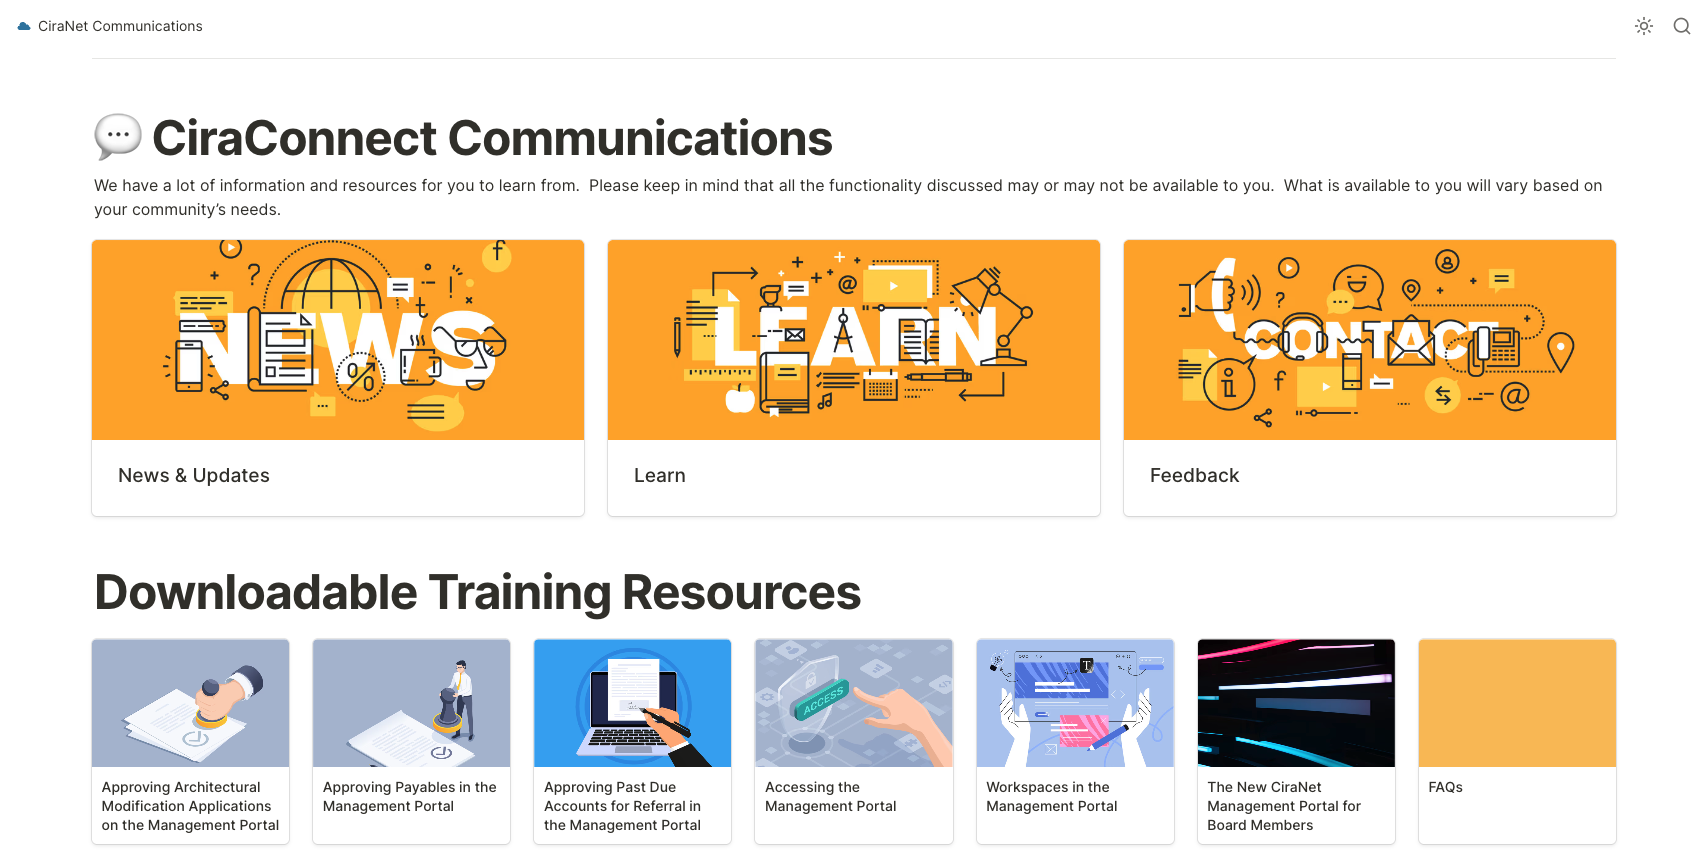 CiraNet Communications
CiraConnect Communications
We have a lot of information and resources for you to learn from.  Please keep in mind that all the functionality discussed may or may not be available to you.  What is available to you will vary based on
your community’s needs.
NEWS
LEARN
CONTACT
News & Updates
Learn
Feedback
Downloadable Training Resources
ACCESS
Approving Architectural
Modification Applications
on the Management Portal
Approving Payables in the
Management Portal
Approving Past Due
Accounts for Referral in
the Management Portal
Accessing the
Management Portal
Workspaces in the
Management Portal
The New CiraNet
Management Portal for
Board Members
FAQs